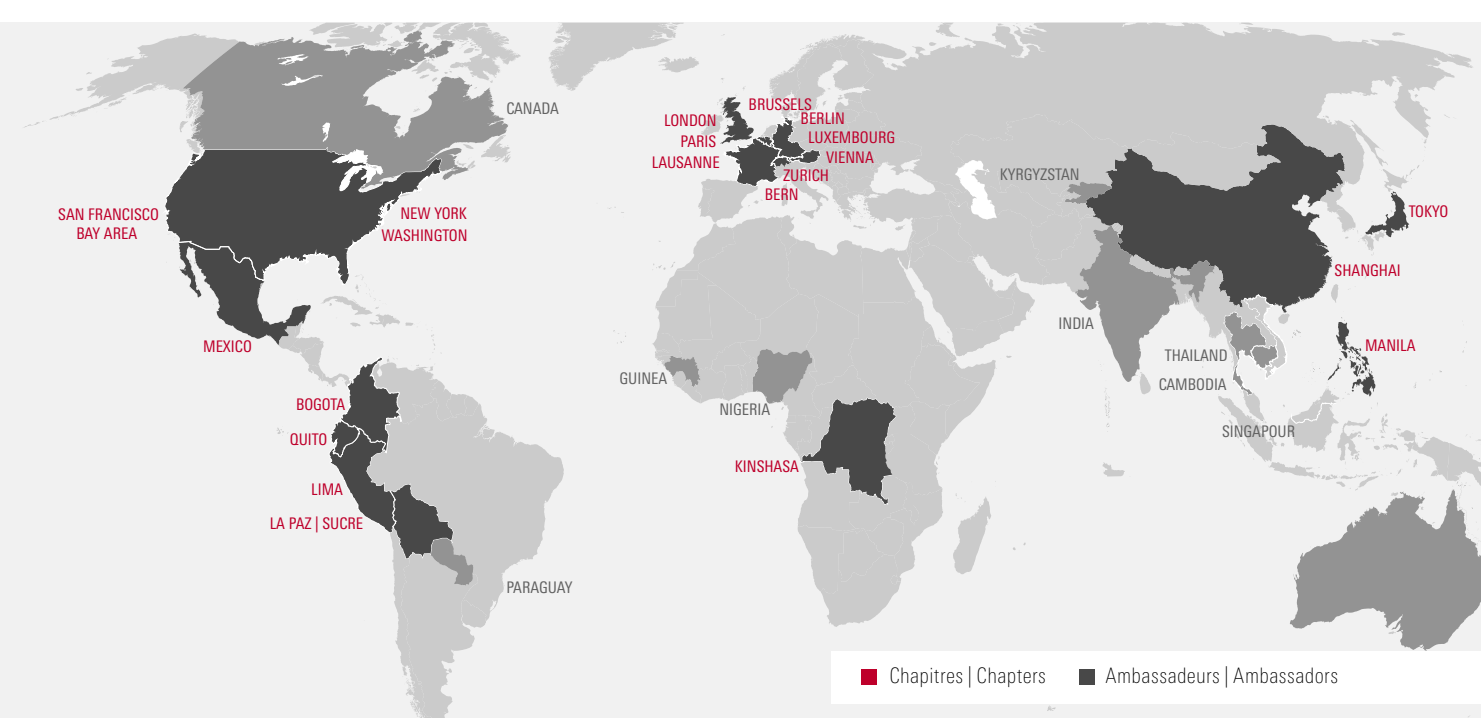 CANADA
BRUSSELS
LONDON
BERLIN
PARIS
LUXEMBOURG
LAUSANNE
VIENNA
ZURICH
BERN
KYRGYZSTAN
SAN FRANCISCO
BAY AREA
NEW YORK
WASHINGTON
TOKYO
SHANGHAI
INDIA
MEXICO
MANILA
THAILAND
CAMBODIA
GUINEA
NIGERIA
BOGOTA
QUITO
SINGAPOUR
KINSHASA
LIMA
LA PAZ | SUCRE
PARAGUAY
Chapitres | Chapters
Ambassadeurs | Ambassadors